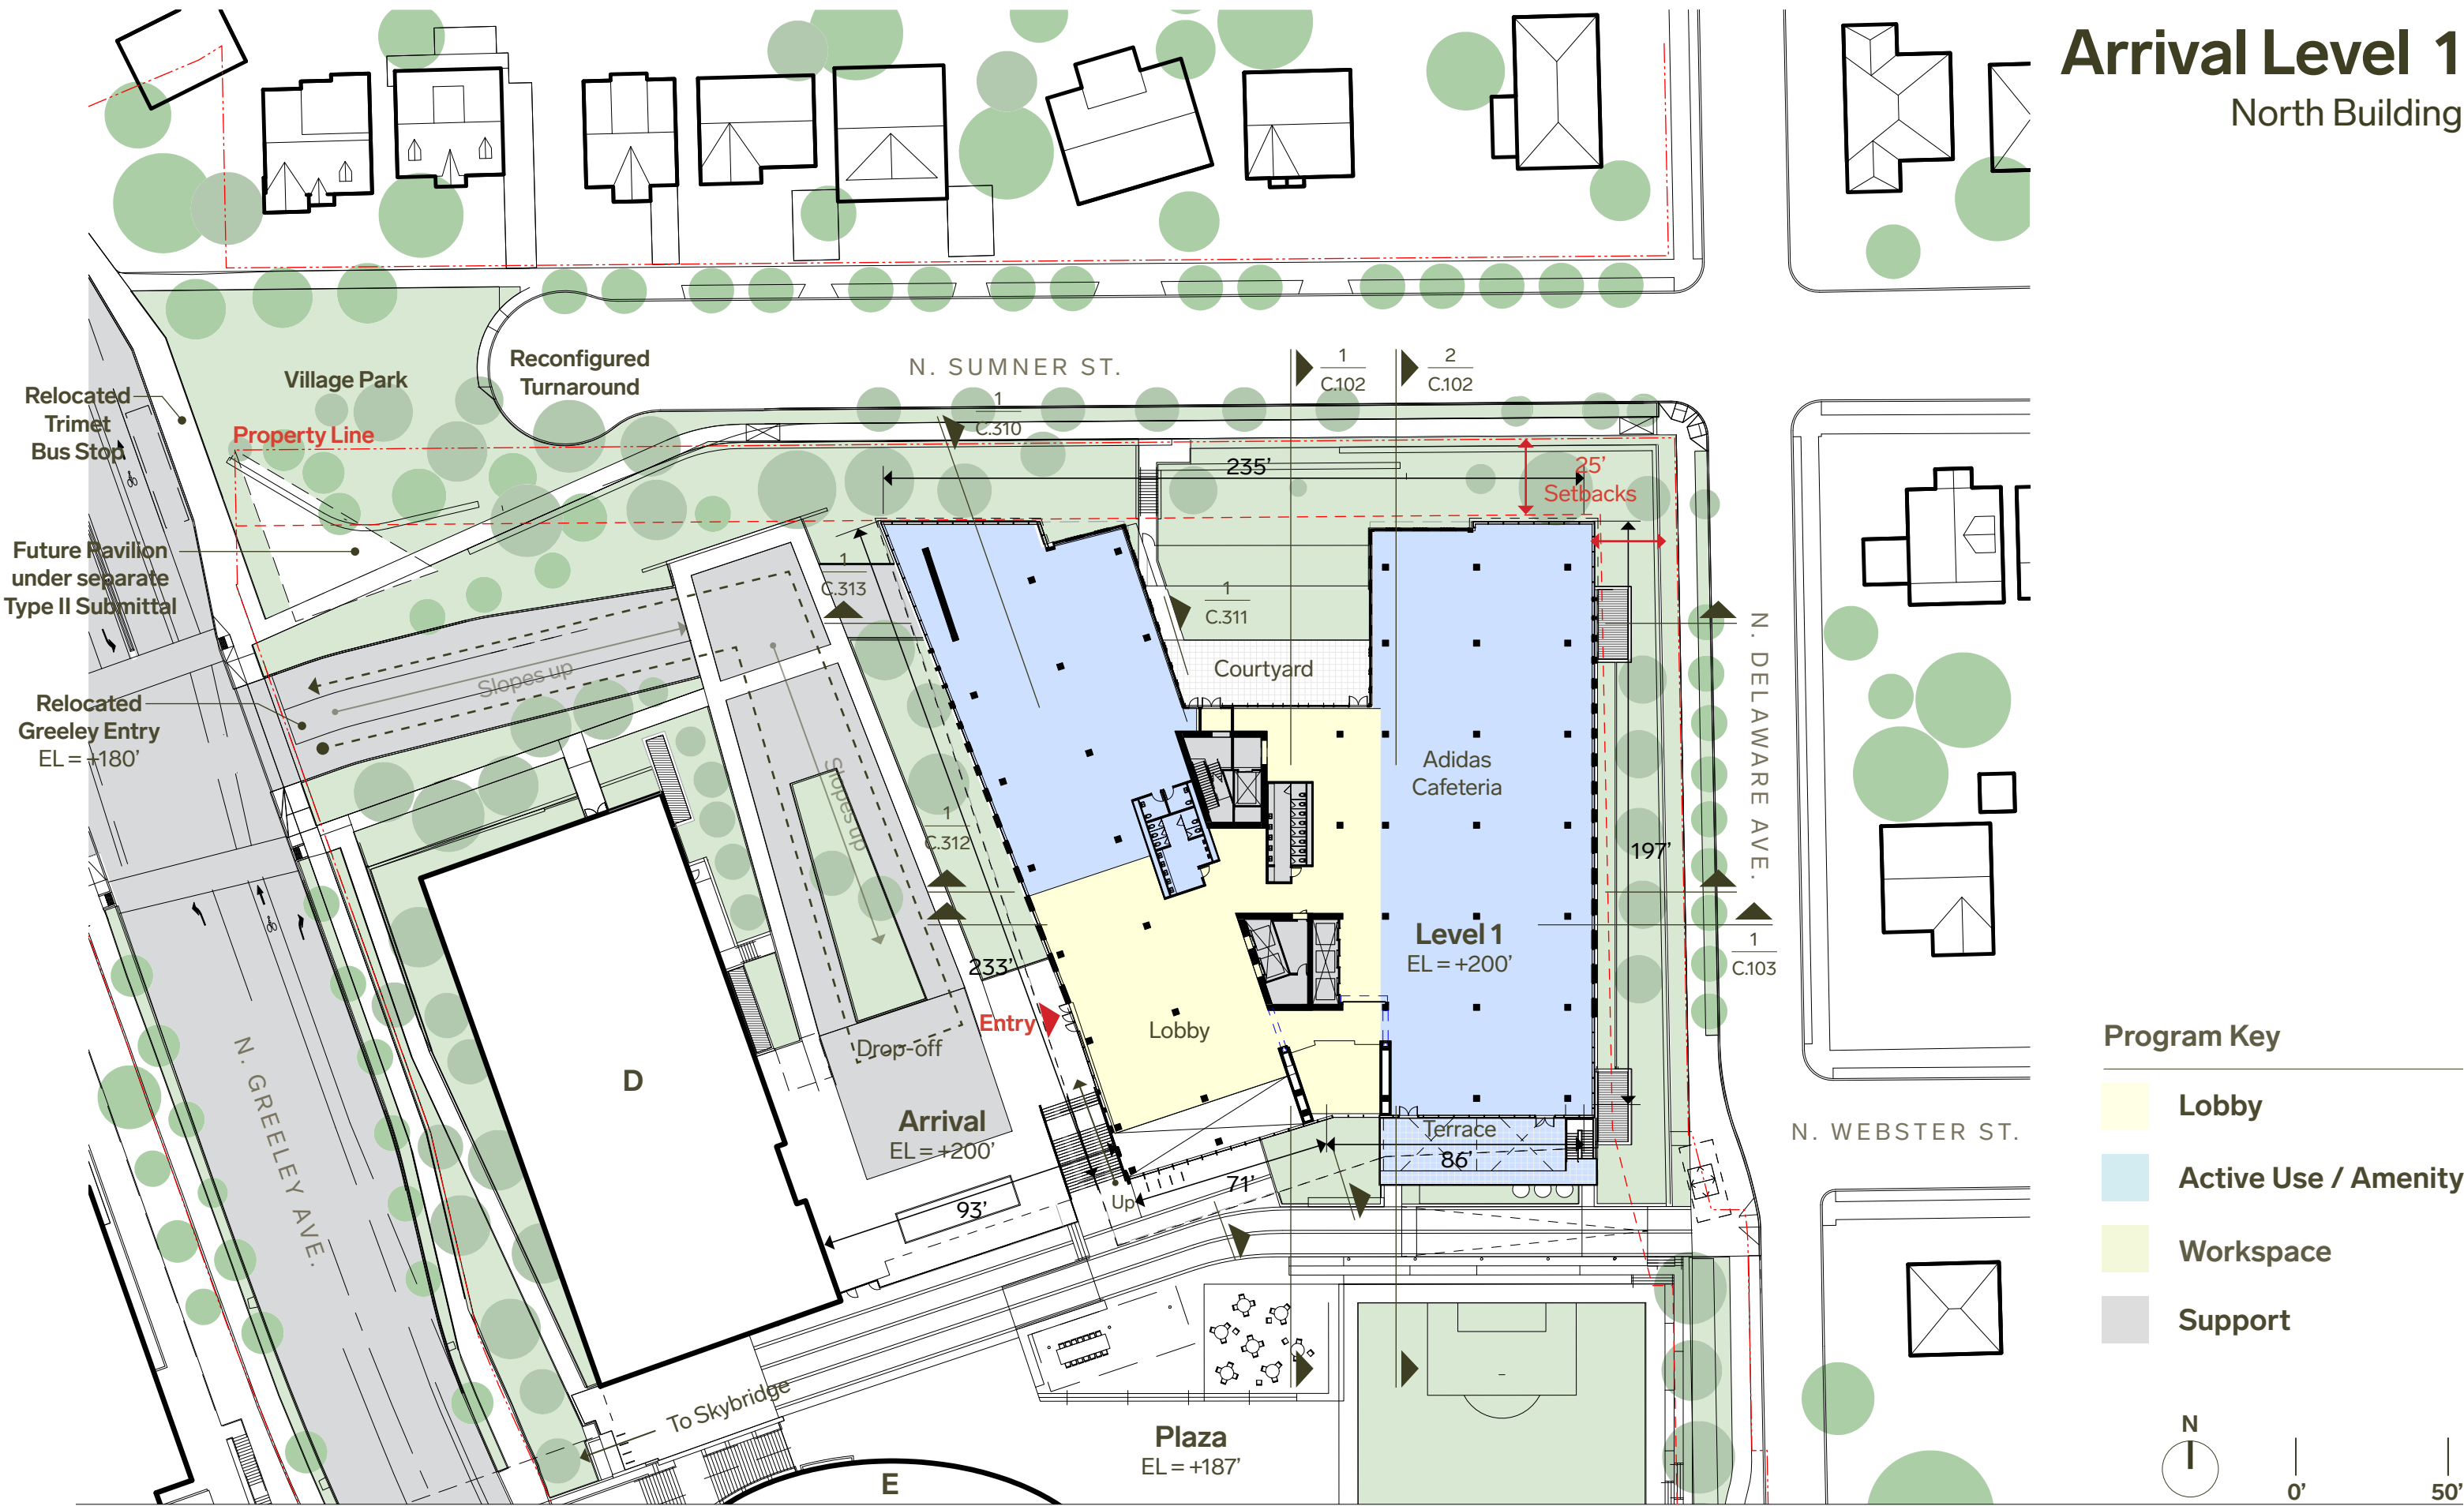 Arrival Level 1
North Building
N. SUMNER ST.
1
C.102
2
C.102
Reconfigured
Turnaround
Village Park
Relocated
Trimet
Bus Stop
Property Line
1
C.310
235’
25’
Setbacks
Future Pavilion
under separate
Type II Submittal
1
C.313
1
C.311
N. DELAWARE AVE.
Slopes up
Courtyard
Relocated
Greeley Entry
EL = +180’
Adidas
Cafeteria
Slopes up
1
C.312
197’
Level 1
EL = +200’
233’
1
C.103
Entry
Lobby
Drop-off
N. GREELEY AVE.
D
Arrival
EL = +200’
Terrace
86’
N. WEBSTER ST.
Up
71’
93’
To Skybridge
Plaza
EL = +187’
E
Program Key
Lobby
Active Use / Amenity
Workspace
Support
N
0’
50’